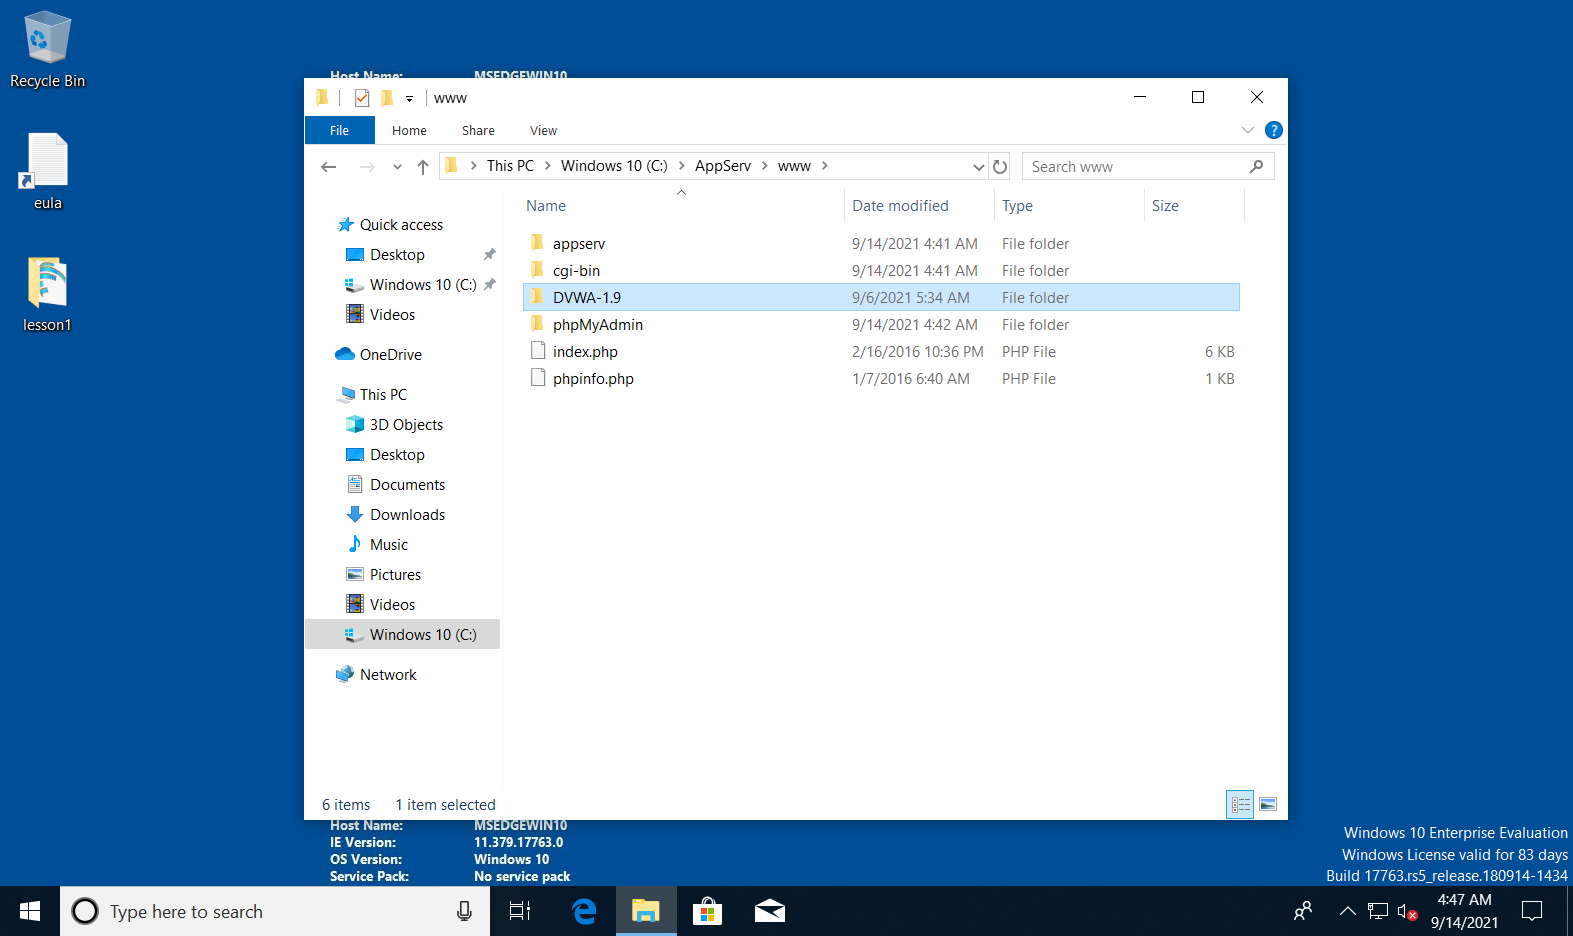 Recycle Bin
eula
lesson1
Host Name: MSEDGEWIN10
www
File Home Share View
This PC Windows 10 (C:) AppServ www
Search www
Name Date modified Type Size
appserv 9/14/2021 4:41 AM File folder
cgi-bin 9/14/2021 4:41 AM File folder
DVWA-1.9 9/6/2021 5:34 AM File folder
phpMyAdmin 9/14/2021 4:42 AM File folder
index.php 2/16/2016 10:36 PM PHP File 6 KB
phpinfo.php 1/7/2016 6:40 AM PHP File 1 KB
Quick access
Desktop
Windows 10 (C:)
Videos
OneDrive
This PC
3D Objects
Desktop
Documents
Downloads
Music
Pictures
Videos
Windows 10 (C:)
Network
6 items 1 item selected
Host Name: MSEDGEWIN10
IE Version: 11.379.17763.0
OS Version: Windows 10
Service Pack: No service pack
Windows 10 Enterprise Evaluation
Windows License valid for 83 days
Build 17763.rs5_release.180914-1434
Type here to search
4:47 AM
9/14/2021